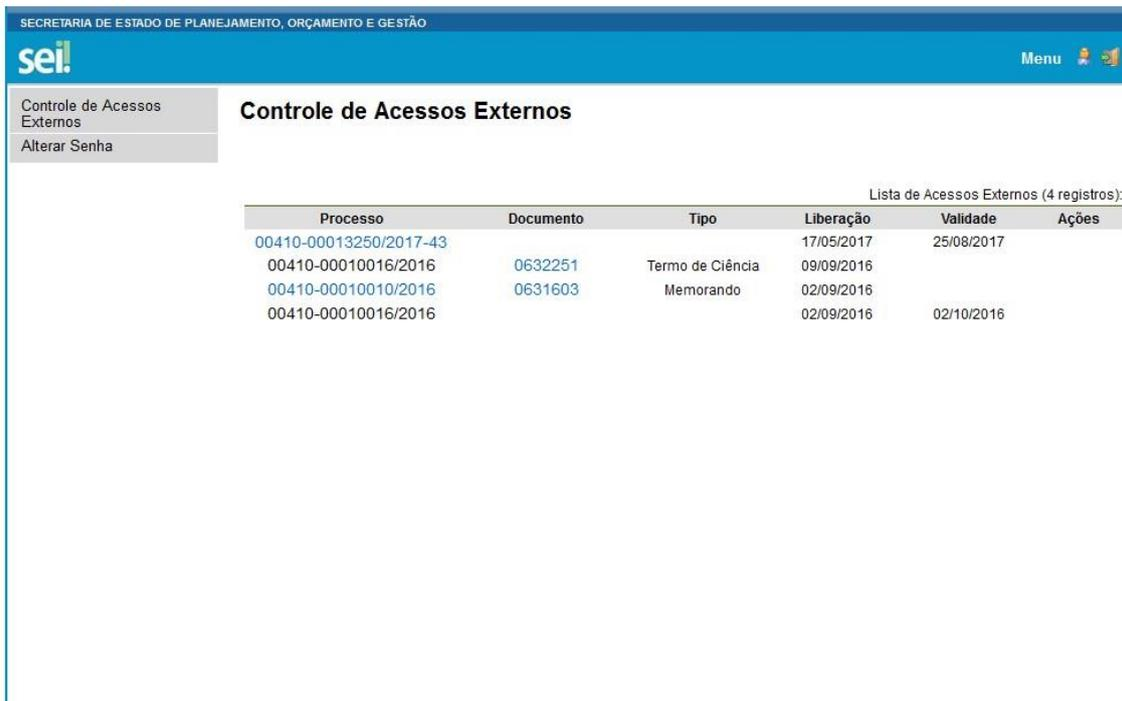 SECRETARIA DE ESTADO DE PLANEJAMENTO, ORÇAMENTO E GESTÃO
sei!
Menu
Controle de Acessos
Externos
Alterar Senha
Controle de Acessos Externos
Lista de Acessos Externos (4 registros):
Processo Documento Tipo Liberação Validade Ações
00410-00013250/2017-43 17/05/2017 25/08/2017
00410-00010016/2016 0632251 Termo de Ciência 09/09/2016
00410-00010010/2016 0631603 Memorando 02/09/2016
00410-00010016/2016 02/09/2016 02/10/2016